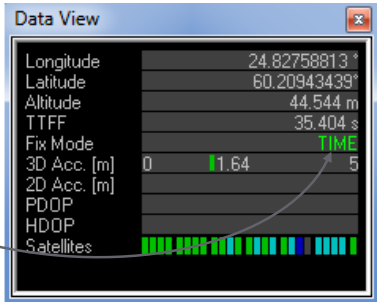 Data View
Longitude 24.82758813 °
Latitude 60.20943439°
Altitude 44.544 m
TTFF 35.404 s
Fix Mode TIME
3D Acc. [m] 0 1.64 5
2D Acc. [m]
PDOP
HDOP
Satellites